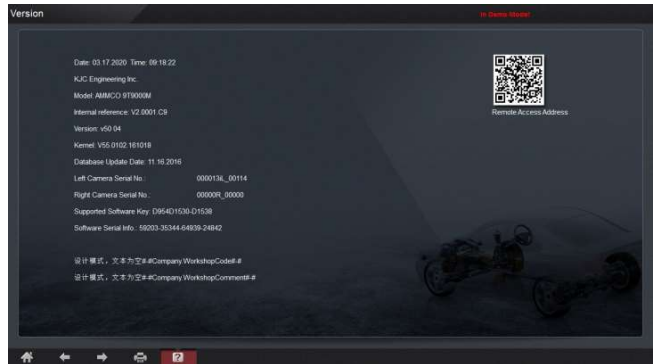 Version
In Demo Mode!
Date: 03.17.2020 Time: 09:18:22
KJC Engineering Inc.
Model: AMMCO 9T9000M
Internal reference: V2.0001.C9
Version: v50 04
Kernel: V55.0102.161018
Database Update Date: 11.16.2016
Left Camera Serial No.: 000013iL_00114
Right Camera Serial No.: 00000R_00000
Supported Software Key: D954D1530-D1538
Software Serial Info.: 59203-35344-64939-24842
设计模式，文本为空#-#Company.WorkshopCode#-#
设计模式，文本为空#-#Company.WorkshopComment#-#
Remote Access Address